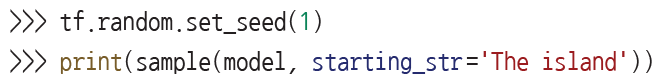 >>> tf.random.set_seed(1)
>>> print(sample(model, starting_str='The island'))